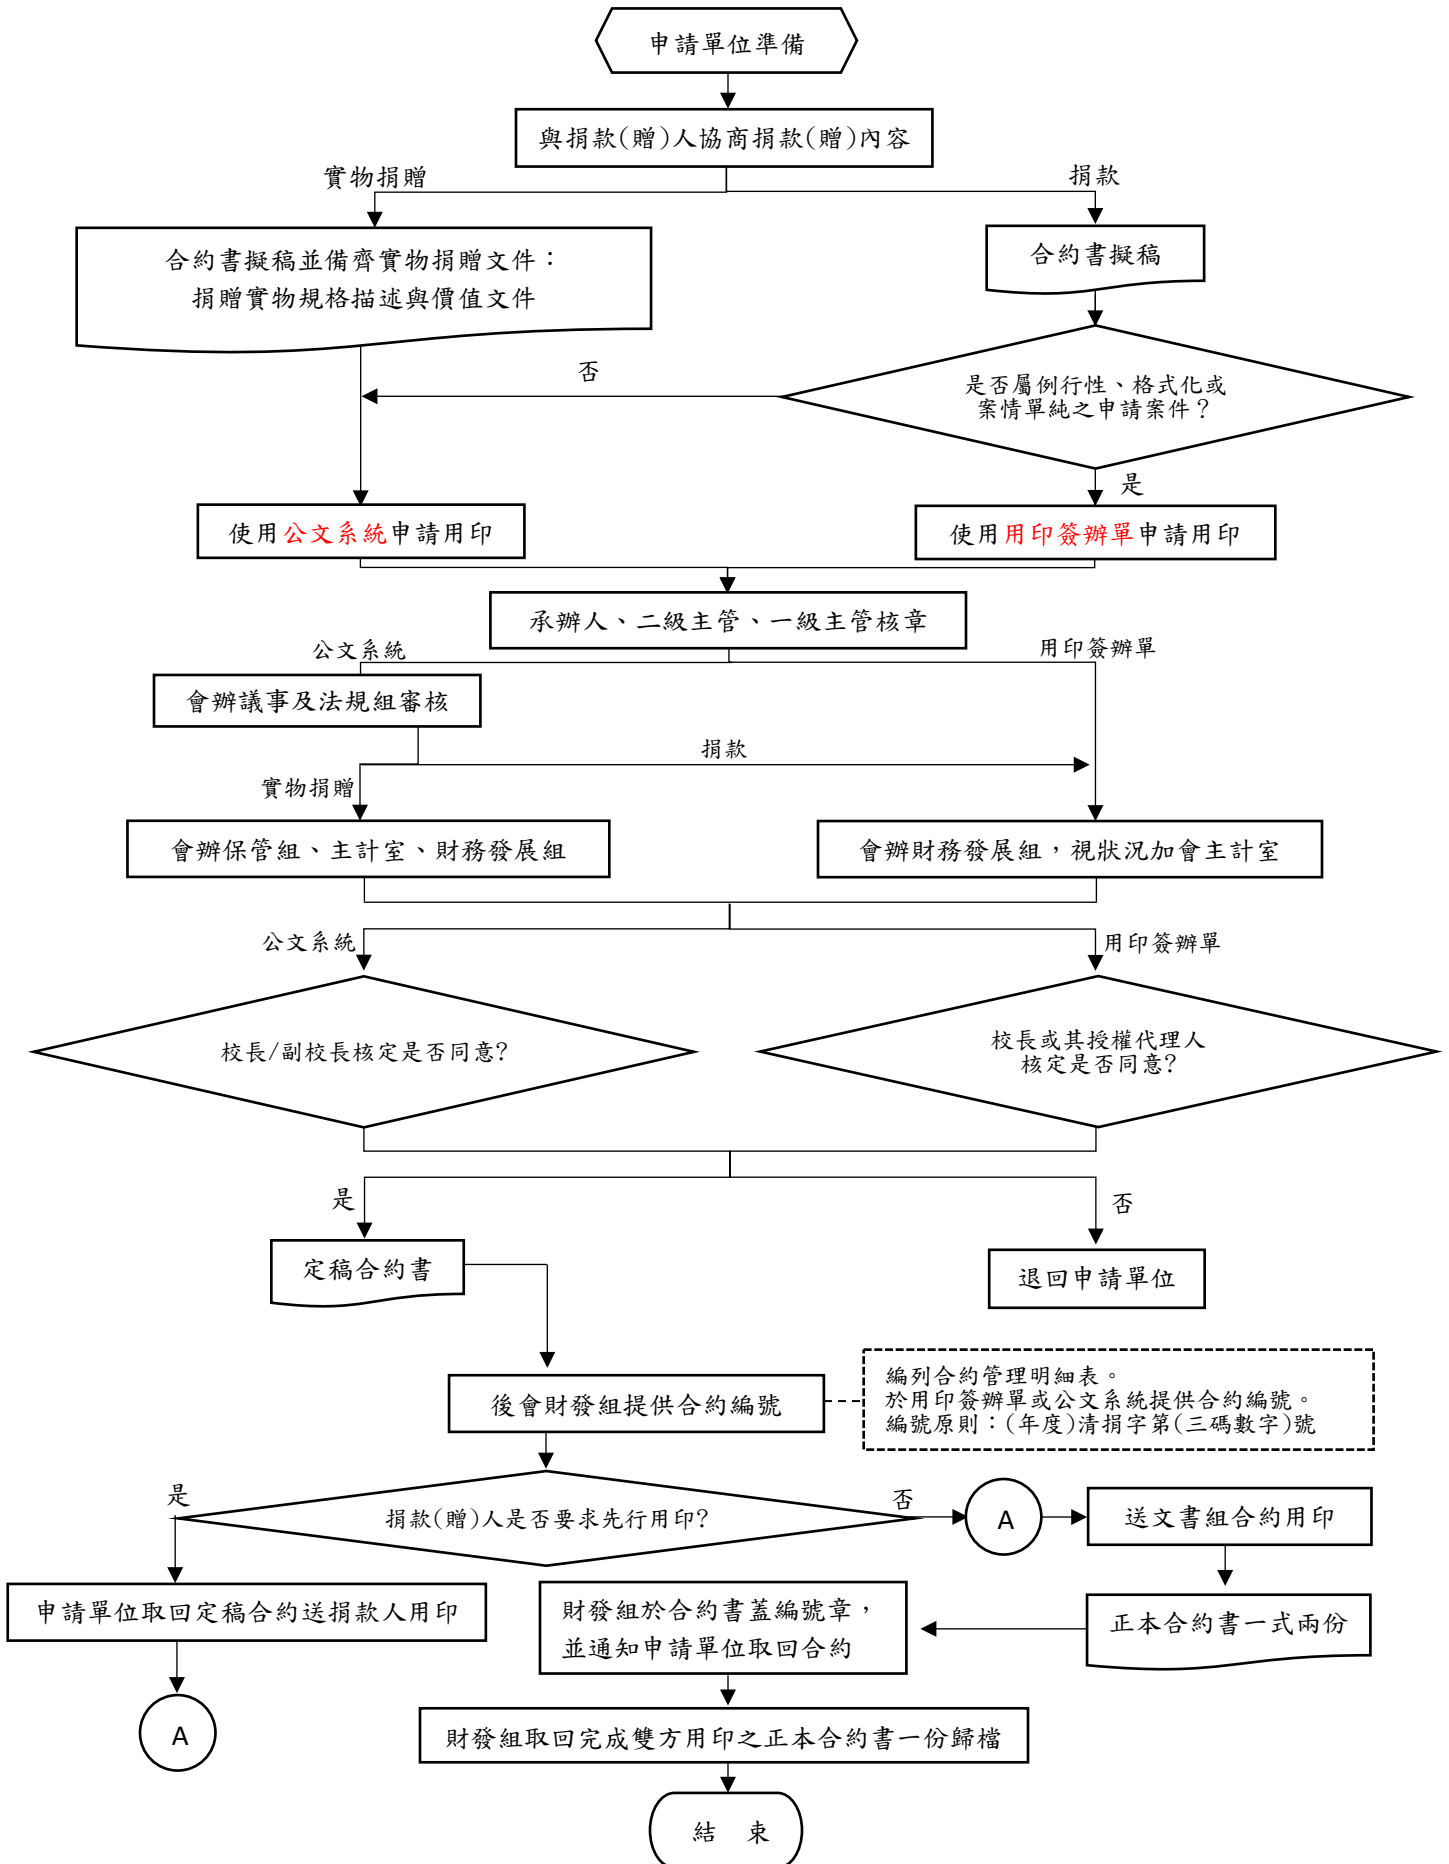 申請單位準備
與捐款(贈)人協商捐款(贈)內容
實物捐贈
捐款
合約書擬稿並備齊實物捐贈文件：
捐贈實物規格描述與價值文件
合約書擬稿
否
是否屬例行性、格式化或
案情單純之申請案件？
是
使用公文系統申請用印
使用用印簽辦單申請用印
承辦人、二級主管、一級主管核章
公文系統
用印簽辦單
會辦議事及法規組審核
捐款
實物捐贈
會辦保管組、主計室、財務發展組
會辦財務發展組，視狀況加會主計室
公文系統
用印簽辦單
校長/副校長核定是否同意?
校長或其授權代理人
核定是否同意?
是
否
定稿合約書
退回申請單位
後會財發組提供合約編號
編列合約管理明細表。
於用印簽辦單或公文系統提供合約編號。
編號原則：(年度)清捐字第(三碼數字)號
是
捐款(贈)人是否要求先行用印?
否
A
送文書組合約用印
申請單位取回定稿合約送捐款人用印
財發組於合約書蓋編號章，
並通知申請單位取回合約
正本合約書一式兩份
A
財發組取回完成雙方用印之正本合約書一份歸檔
結 束